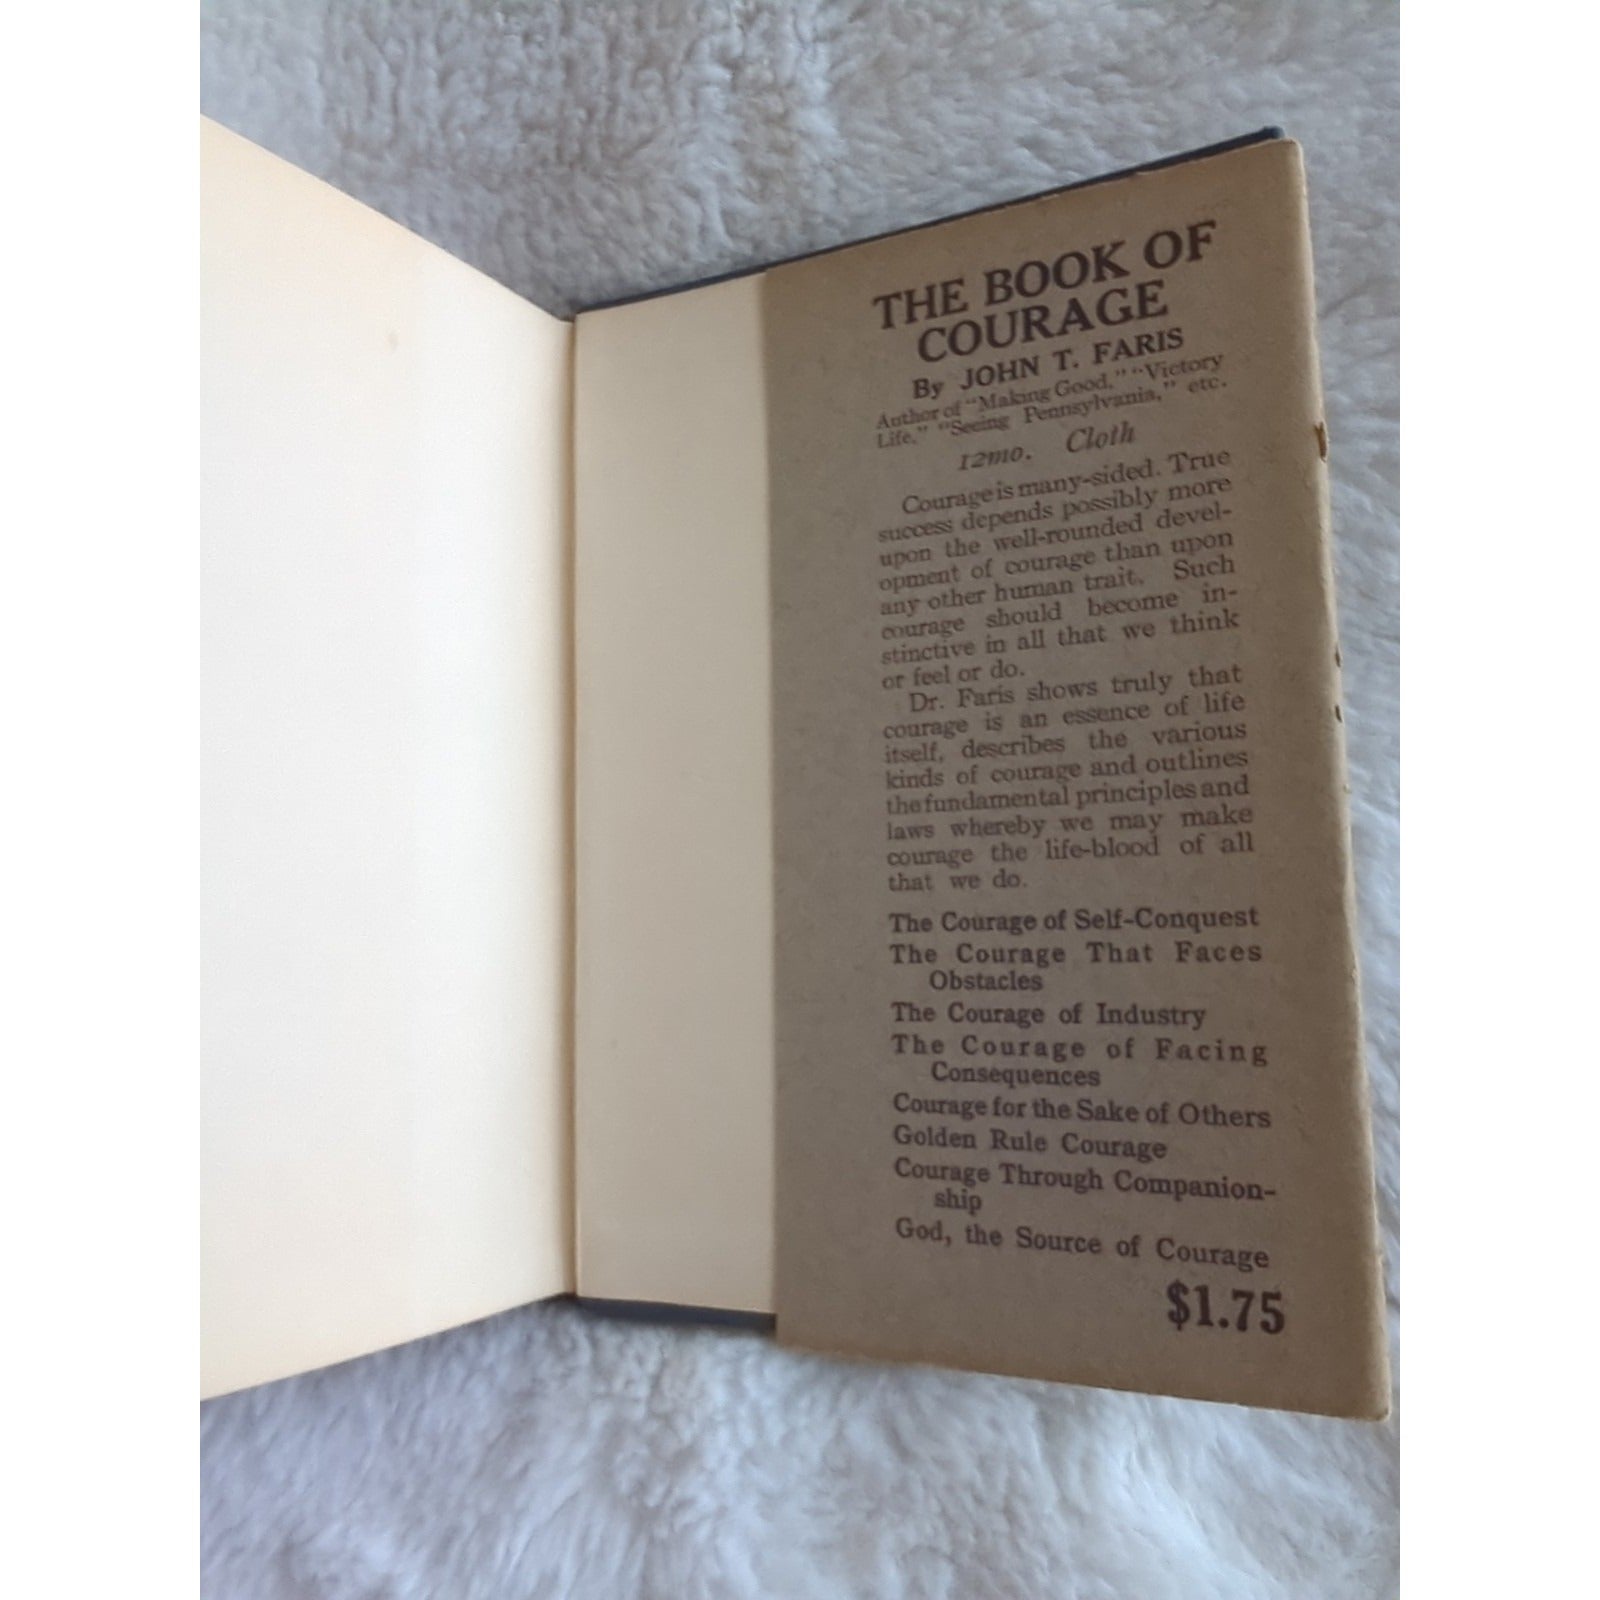 THE BOOK OF
COURAGE
By JOHN T. FARIS
Author of "Making Good," "Victory
Life," "Seeing Pennsylvania," etc.
12mo. Cloth
Courage is many-sided. True
success depends possibly more
upon the well-rounded devel-
opment of courage than upon
any other human trait. Such
courage should become in-
stinctive in all that we think
or feel or do.
Dr. Faris shows truly that
courage is an essence of life
itself, describes the various
kinds of courage and outlines
the fundamental principles and
laws whereby we may make
courage the life-blood of all
that we do.
The Courage of Self-Conquest
The Courage That Faces
Obstacles
The Courage of Industry
The Courage of Facing
Consequences
Courage for the Sake of Others
Golden Rule Courage
Courage Through Companion-
ship
God, the Source of Courage
$1.75